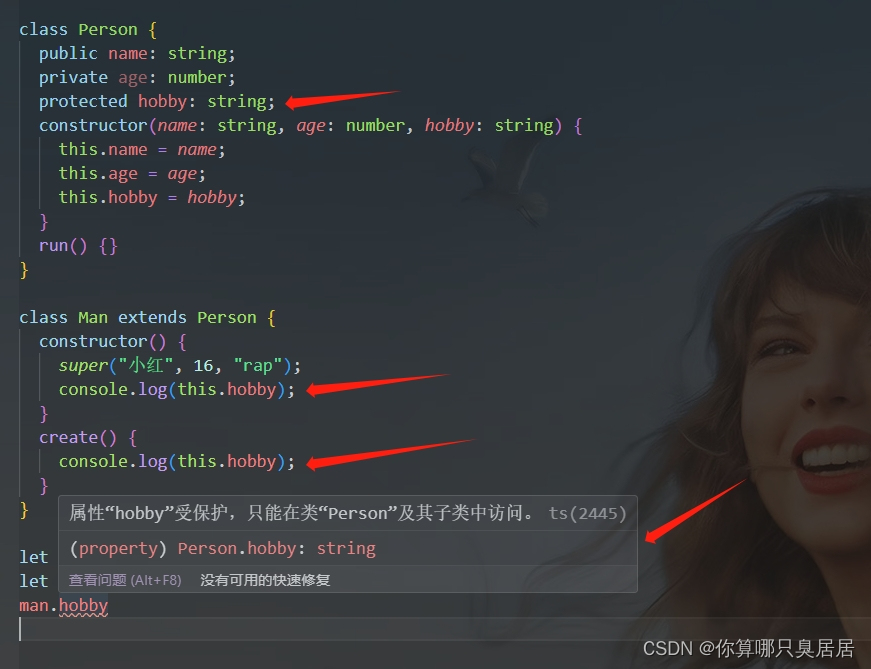 class Person {
public name: string;
private age: number;
protected hobby: string;
constructor(name: string, age: number, hobby: string) {
this.name = name;
this.age = age;
this.hobby = hobby;
}
run() {}
}
class Man extends Person {
constructor() {
super("小红", 16, "rap");
console.log(this.hobby);
}
create() {
console.log(this.hobby);
}
}
属性“hobby”受保护，只能在类“Person”及其子类中访问。 ts(2445)
(property) Person.hobby: string
let
查看问题 (Alt+F8) 没有可用的快速修复
let
man.hobby
CSDN @你算哪只臭居居